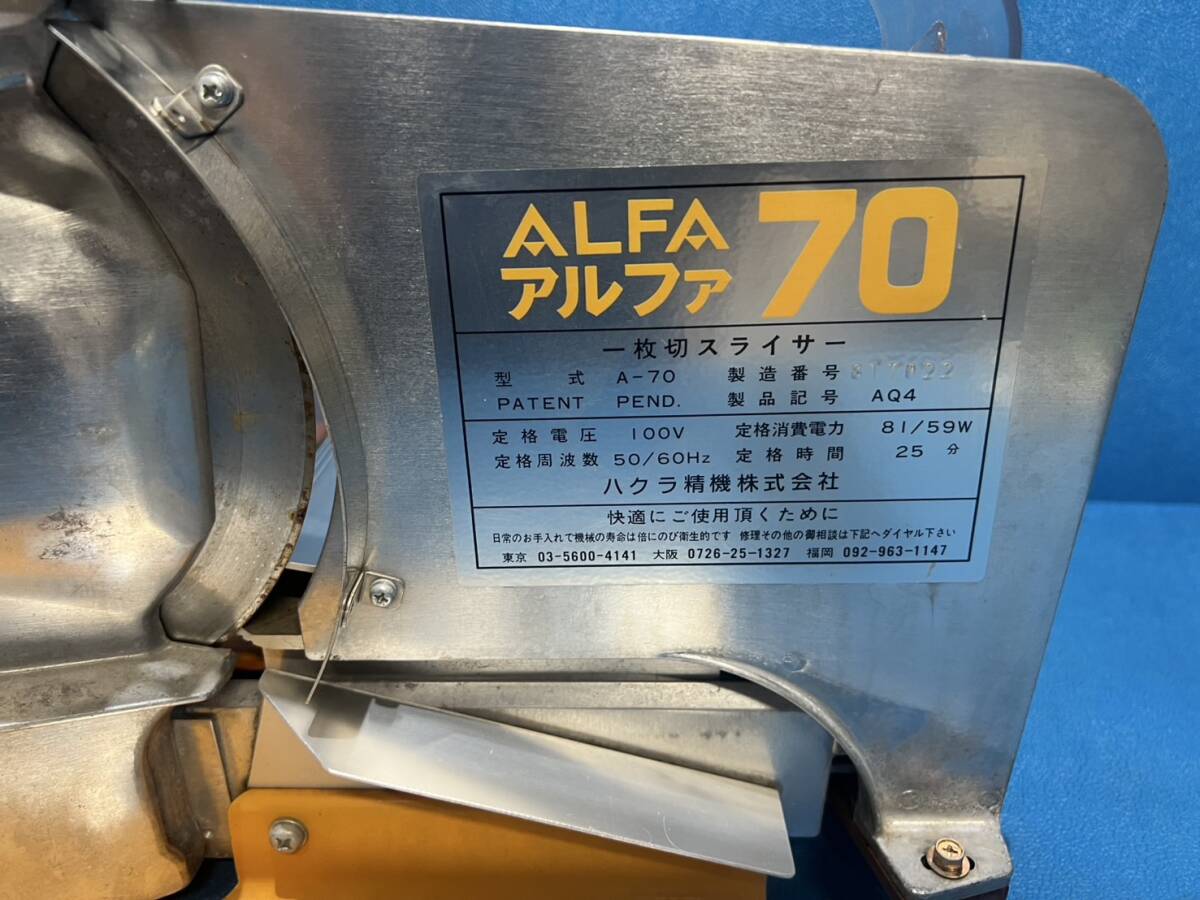 ALFA 70
アルファ
一枚切スライサー
型式 A-70 製造番号
PATENT PEND. 製品記号 AQ4
定格電圧 100V 定格消費電力 81/59W
定格周波数 50/60Hz 定格時間 25分
ハクラ精機株式会社
快適にご使用頂くために
日常のお手入れで機械の寿命は倍にのび衛生的です 修理その他の御相談は下記へダイヤル下さい
東京 03-5600-4141 大阪 0726-25-1327 福岡 092-963-1147